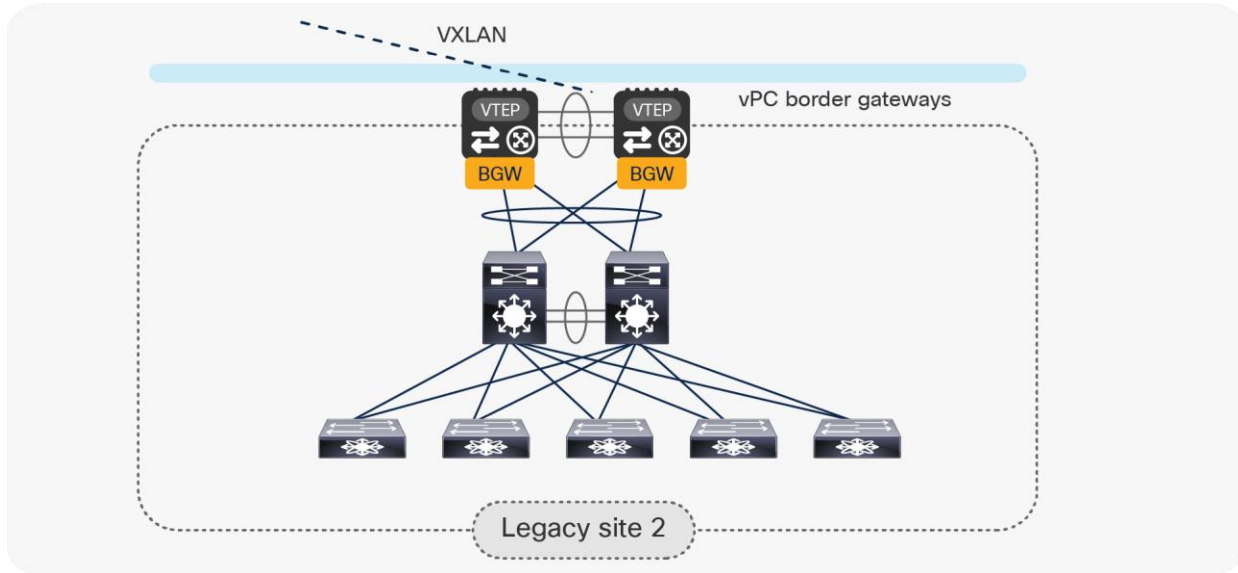 VXLAN
vPC border gateways
VTEP
VTEP
BGW
BGW
Legacy site 2